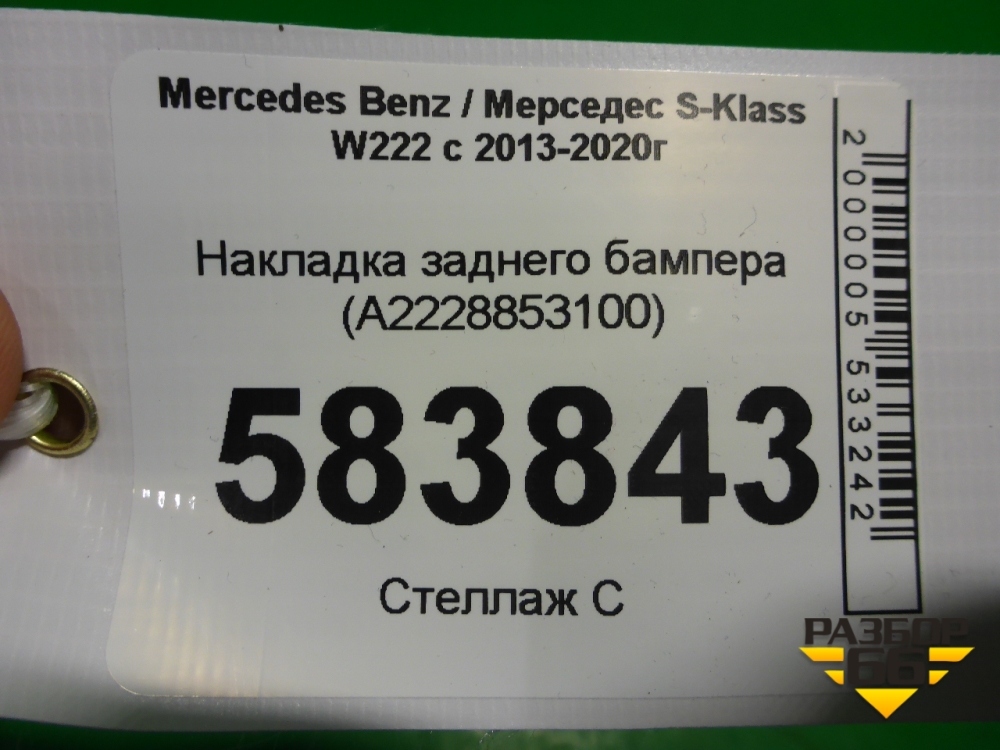 Mercedes Benz / Мерседес S-Klass
W222 с 2013-2020г
Накладка заднего бампера
(A2228853100)
583843
Стеллаж С
2000005533242
РАЗБОР
66